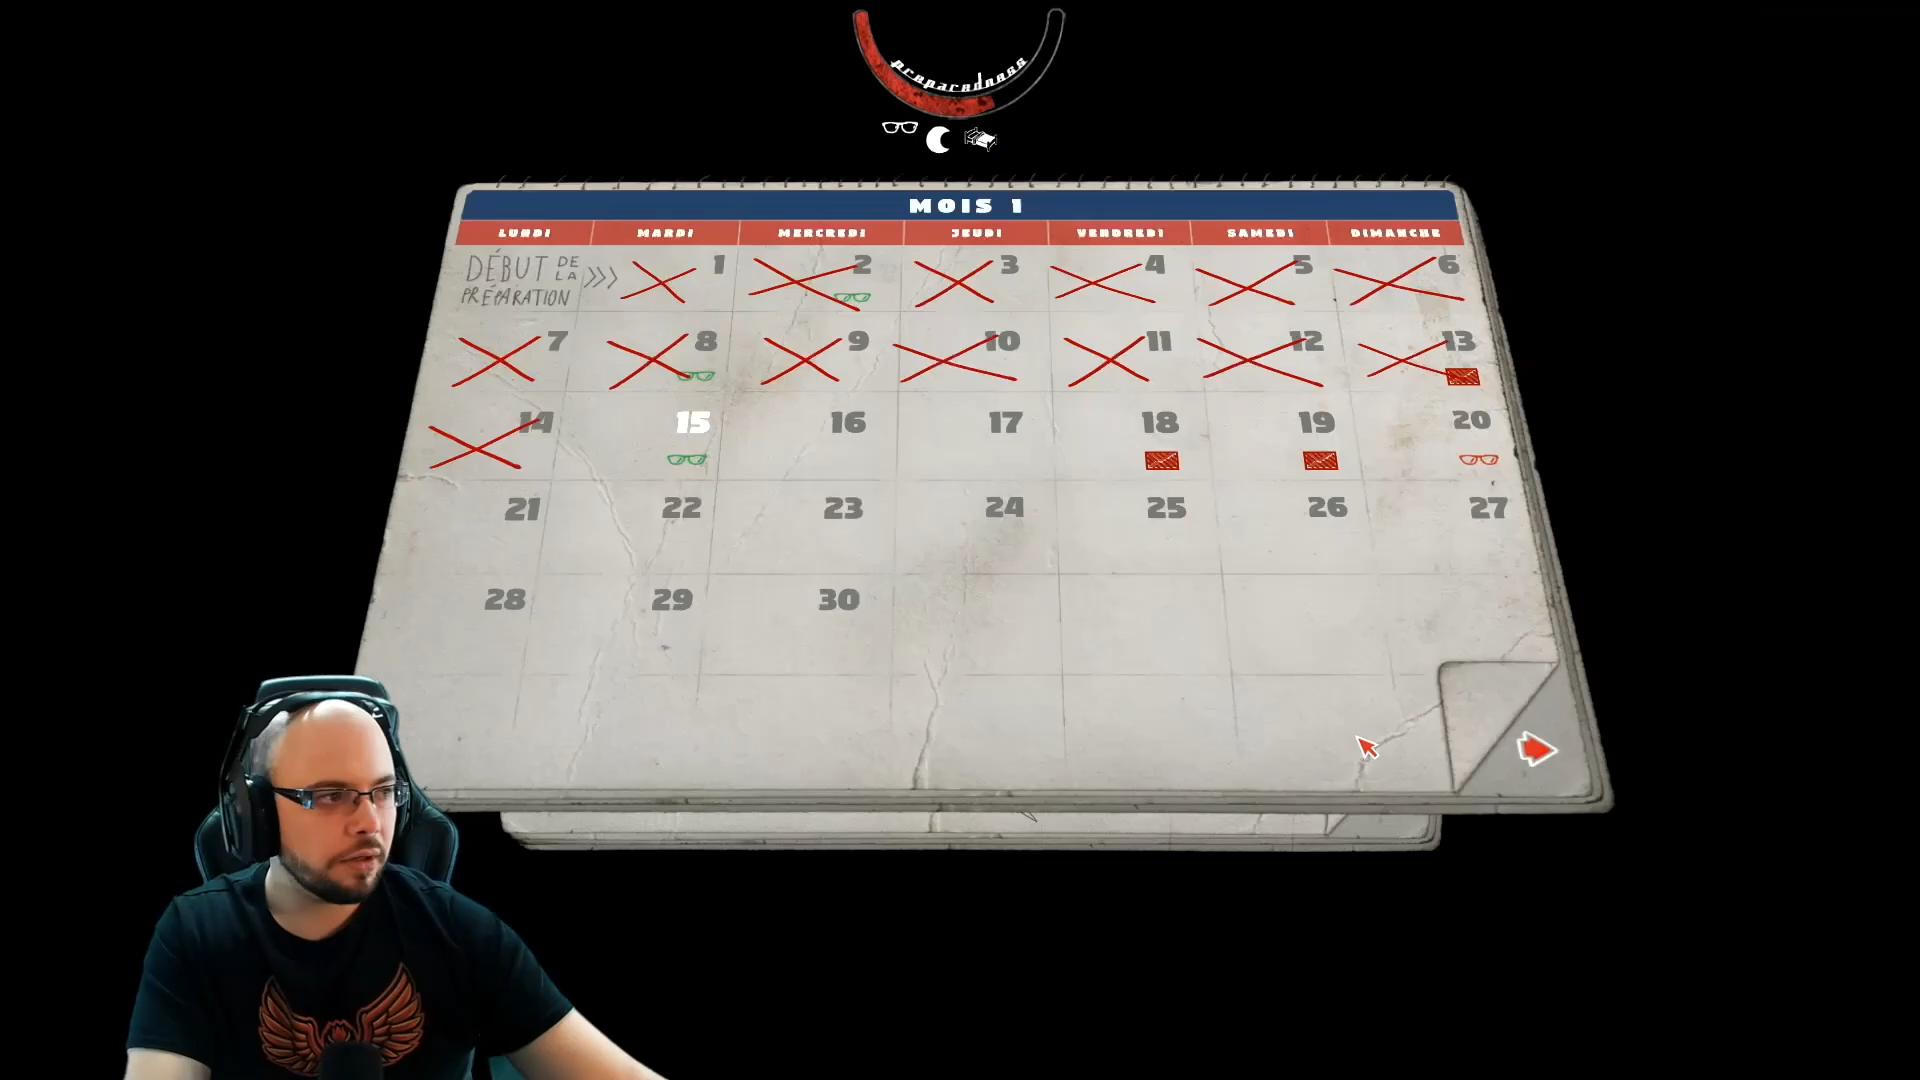 preparedness
MOIS 1
LUNDI MARDI MERCREDI JEUDI VENDREDI SAMEDI DIMANCHE
DÉBUT DE LA PRÉPARATION >>> 1 2 3 4 5 6
7 8 9 10 11 12 13
14 15 16 17 18 19 20
21 22 23 24 25 26 27
28 29 30